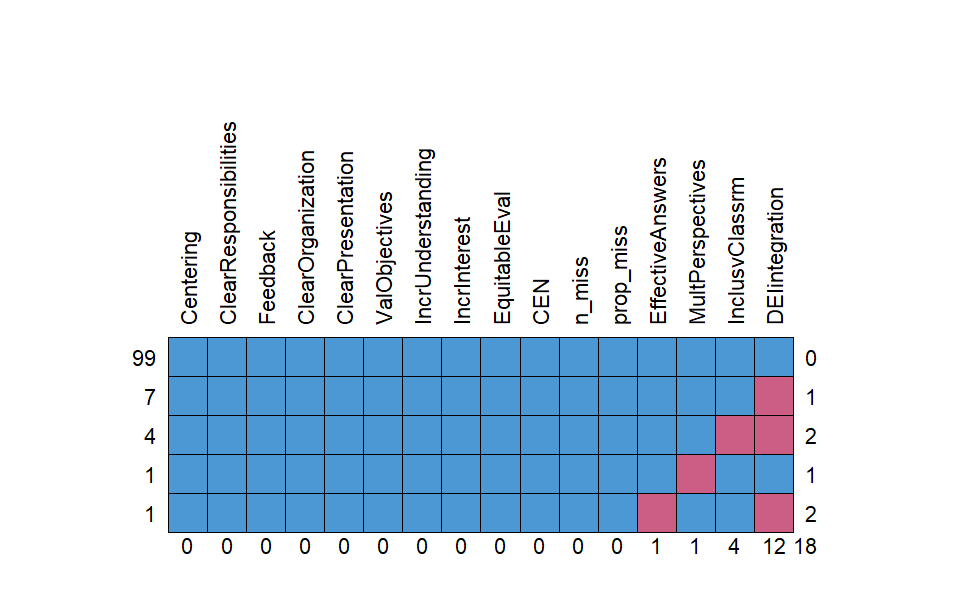 Centering
ClearResponsibilities
Feedback
ClearOrganization
ClearPresentation
ValObjectives
IncrUnderstanding
IncrInterest
EquitableEval
CEN
n_miss
prop_miss
EffectiveAnswers
MultPerspectives
InclusvClassrm
DEIintegration
99 0
7 1
4 2
1 1
1 2
0 0 0 0 0 0 0 0 0 0 0 0 1 1 4 12 18